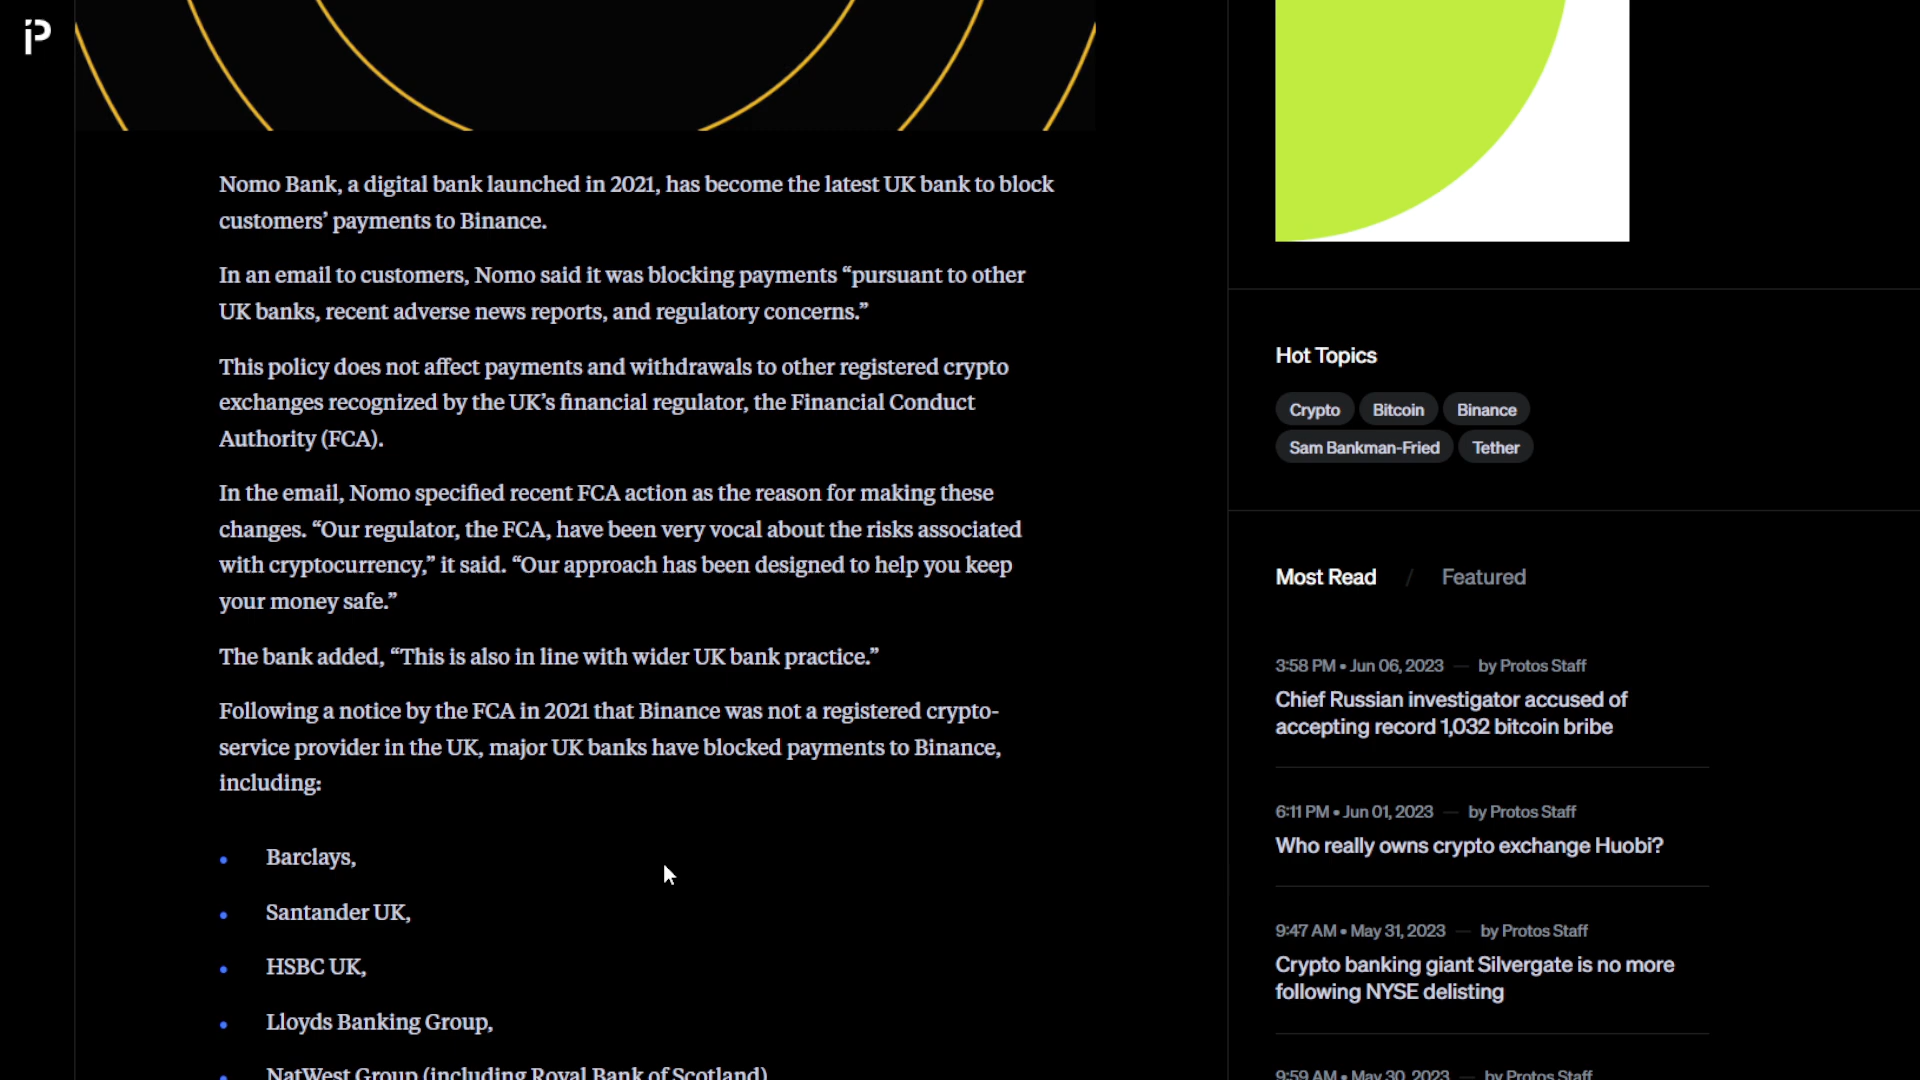 Nomo Bank, a digital bank launched in 2021, has become the latest UK bank to block
customers’ payments to Binance.
In an email to customers, Nomo said it was blocking payments “pursuant to other
UK banks, recent adverse news reports, and regulatory concerns.”
This policy does not affect payments and withdrawals to other registered crypto
exchanges recognized by the UK’s financial regulator, the Financial Conduct
Authority (FCA).
In the email, Nomo specified recent FCA action as the reason for making these
changes. “Our regulator, the FCA, have been very vocal about the risks associated
with cryptocurrency,” it said. “Our approach has been designed to help you keep
your money safe.”
The bank added, “This is also in line with wider UK bank practice.”
Following a notice by the FCA in 2021 that Binance was not a registered crypto-
service provider in the UK, major UK banks have blocked payments to Binance,
including:
• Barclays,
• Santander UK,
• HSBC UK,
• Lloyds Banking Group,
• NatWest Group (including Royal Bank of Scotland)
Hot Topics
Crypto Bitcoin Binance
Sam Bankman-Fried Tether
Most Read / Featured
3:58 PM • Jun 06, 2023 — by Protos Staff
Chief Russian investigator accused of
accepting record 1,032 bitcoin bribe
6:11 PM • Jun 01, 2023 — by Protos Staff
Who really owns crypto exchange Huobi?
9:47 AM • May 31, 2023 — by Protos Staff
Crypto banking giant Silvergate is no more
following NYSE delisting
9:59 AM • May 30, 2023 — by Protos Staff